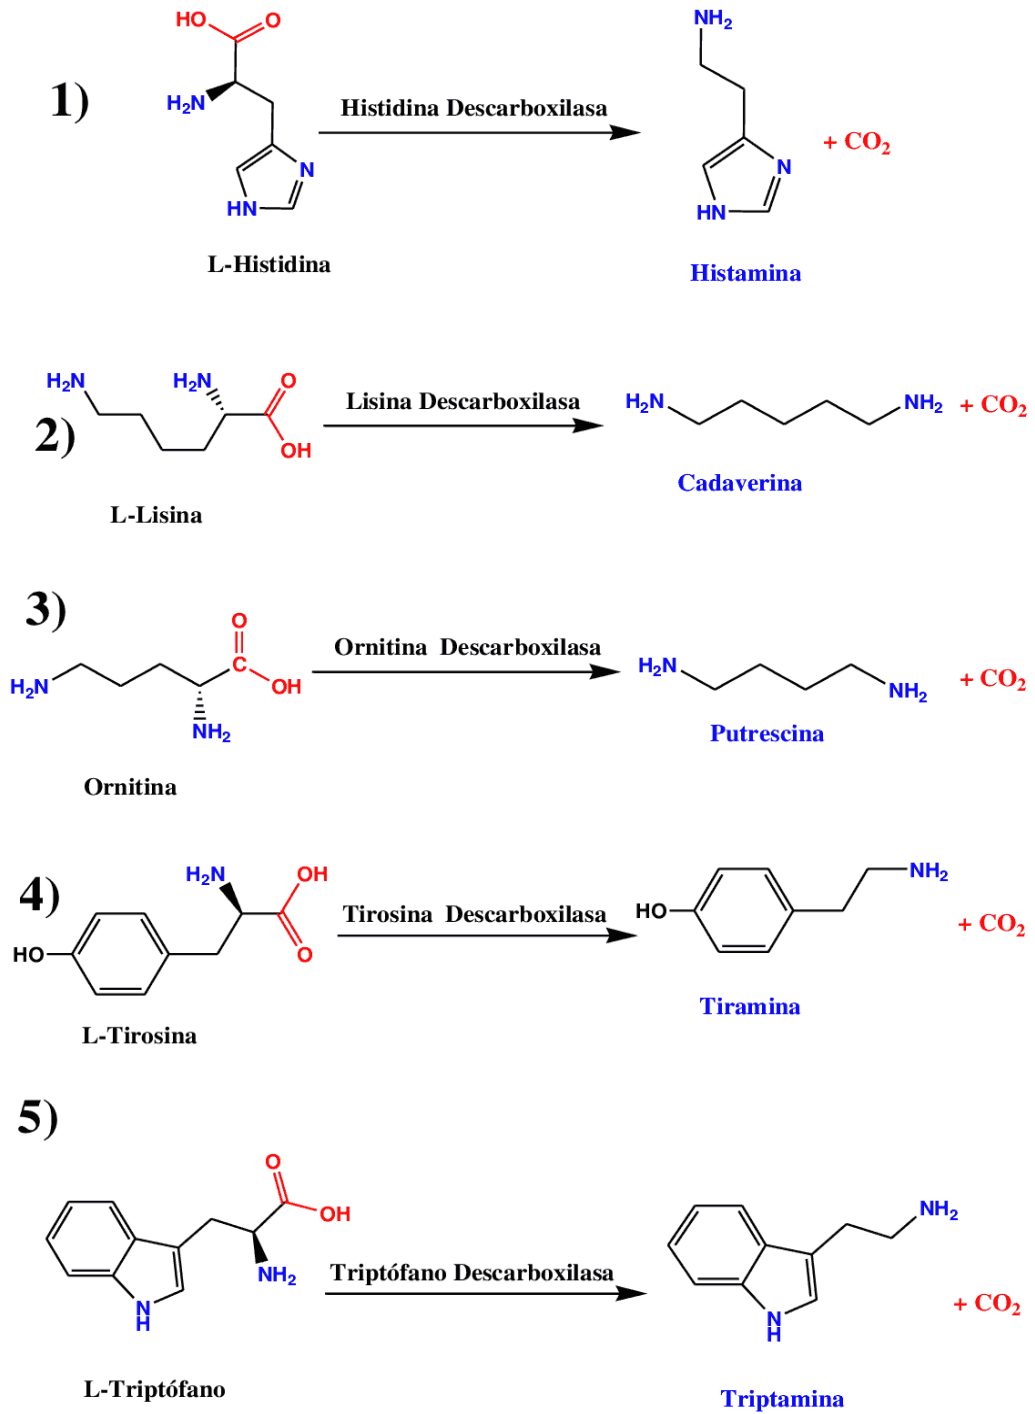 1)
HO
O
H₂N
N
HN
L-Histidina
Histidina Descarboxilasa
NH₂
N
HN
+ CO₂
Histamina
2)
H₂N
H₂N
O
OH
L-Lisina
Lisina Descarboxilasa
H₂N
NH₂
+ CO₂
Cadaverina
3)
O
C
OH
H₂N
NH₂
Ornitina
Ornitina Descarboxilasa
H₂N
NH₂
+ CO₂
Putrescina
4)
H₂N
OH
O
HO
L-Tirosina
Tirosina Descarboxilasa
HO
NH₂
+ CO₂
Tiramina
5)
O
OH
NH₂
N
H
L-Triptófano
Triptófano Descarboxilasa
NH₂
N
H
+ CO₂
Triptamina